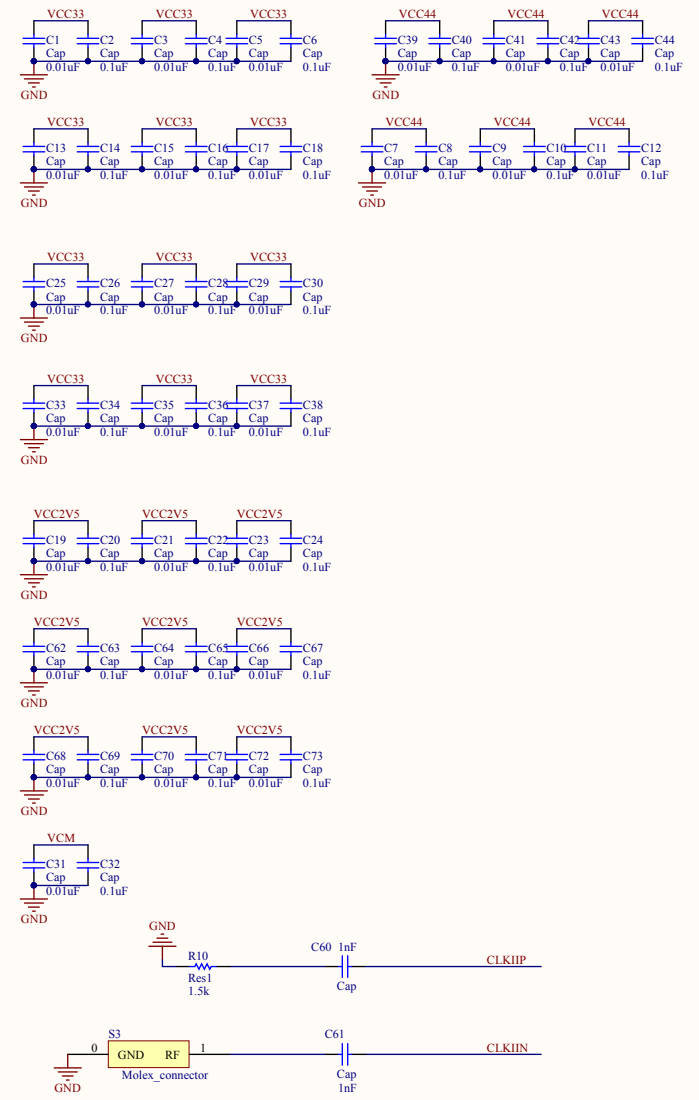 VCC33 VCC33 VCC33 VCC44 VCC44 VCC44
C1 C2 C3 C4 C5 C6 C39 C40 C41 C42 C43 C44
Cap Cap Cap Cap Cap Cap Cap Cap Cap Cap Cap Cap
0.01uF 0.1uF 0.01uF 0.1uF 0.01uF 0.1uF 0.01uF 0.1uF 0.01uF 0.1uF 0.01uF 0.1uF
GND GND
VCC33 VCC33 VCC33 VCC44 VCC44 VCC44
C13 C14 C15 C16 C17 C18 C7 C8 C9 C10 C11 C12
Cap Cap Cap Cap Cap Cap Cap Cap Cap Cap Cap Cap
0.01uF 0.1uF 0.01uF 0.1uF 0.01uF 0.1uF 0.01uF 0.1uF 0.01uF 0.1uF 0.01uF 0.1uF
GND GND
VCC33 VCC33 VCC33
C25 C26 C27 C28 C29 C30
Cap Cap Cap Cap Cap Cap
0.01uF 0.1uF 0.01uF 0.1uF 0.01uF 0.1uF
GND
VCC33 VCC33 VCC33
C33 C34 C35 C36 C37 C38
Cap Cap Cap Cap Cap Cap
0.01uF 0.1uF 0.01uF 0.1uF 0.01uF 0.1uF
GND
VCC2V5 VCC2V5 VCC2V5
C19 C20 C21 C22 C23 C24
Cap Cap Cap Cap Cap Cap
0.01uF 0.1uF 0.01uF 0.1uF 0.01uF 0.1uF
GND
VCC2V5 VCC2V5 VCC2V5
C62 C63 C64 C65 C66 C67
Cap Cap Cap Cap Cap Cap
0.01uF 0.1uF 0.01uF 0.1uF 0.01uF 0.1uF
GND
VCC2V5 VCC2V5 VCC2V5
C68 C69 C70 C71 C72 C73
Cap Cap Cap Cap Cap Cap
0.01uF 0.1uF 0.01uF 0.1uF 0.01uF 0.1uF
GND
VCM
C31 C32
Cap Cap
0.01uF 0.1uF
GND
GND
R10 C60 1nF CLKIIP
Res1 Cap
1.5k
S3 C61
0 GND RF 1 CLKIIN
Molex_connector Cap
GND 1nF